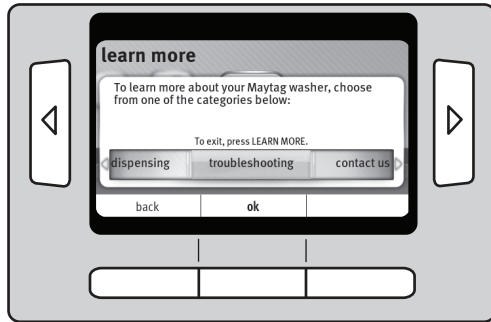 learn more
To learn more about your Maytag washer, choose
from one of the categories below:
To exit, press LEARN MORE.
dispensing troubleshooting contact us
back ok